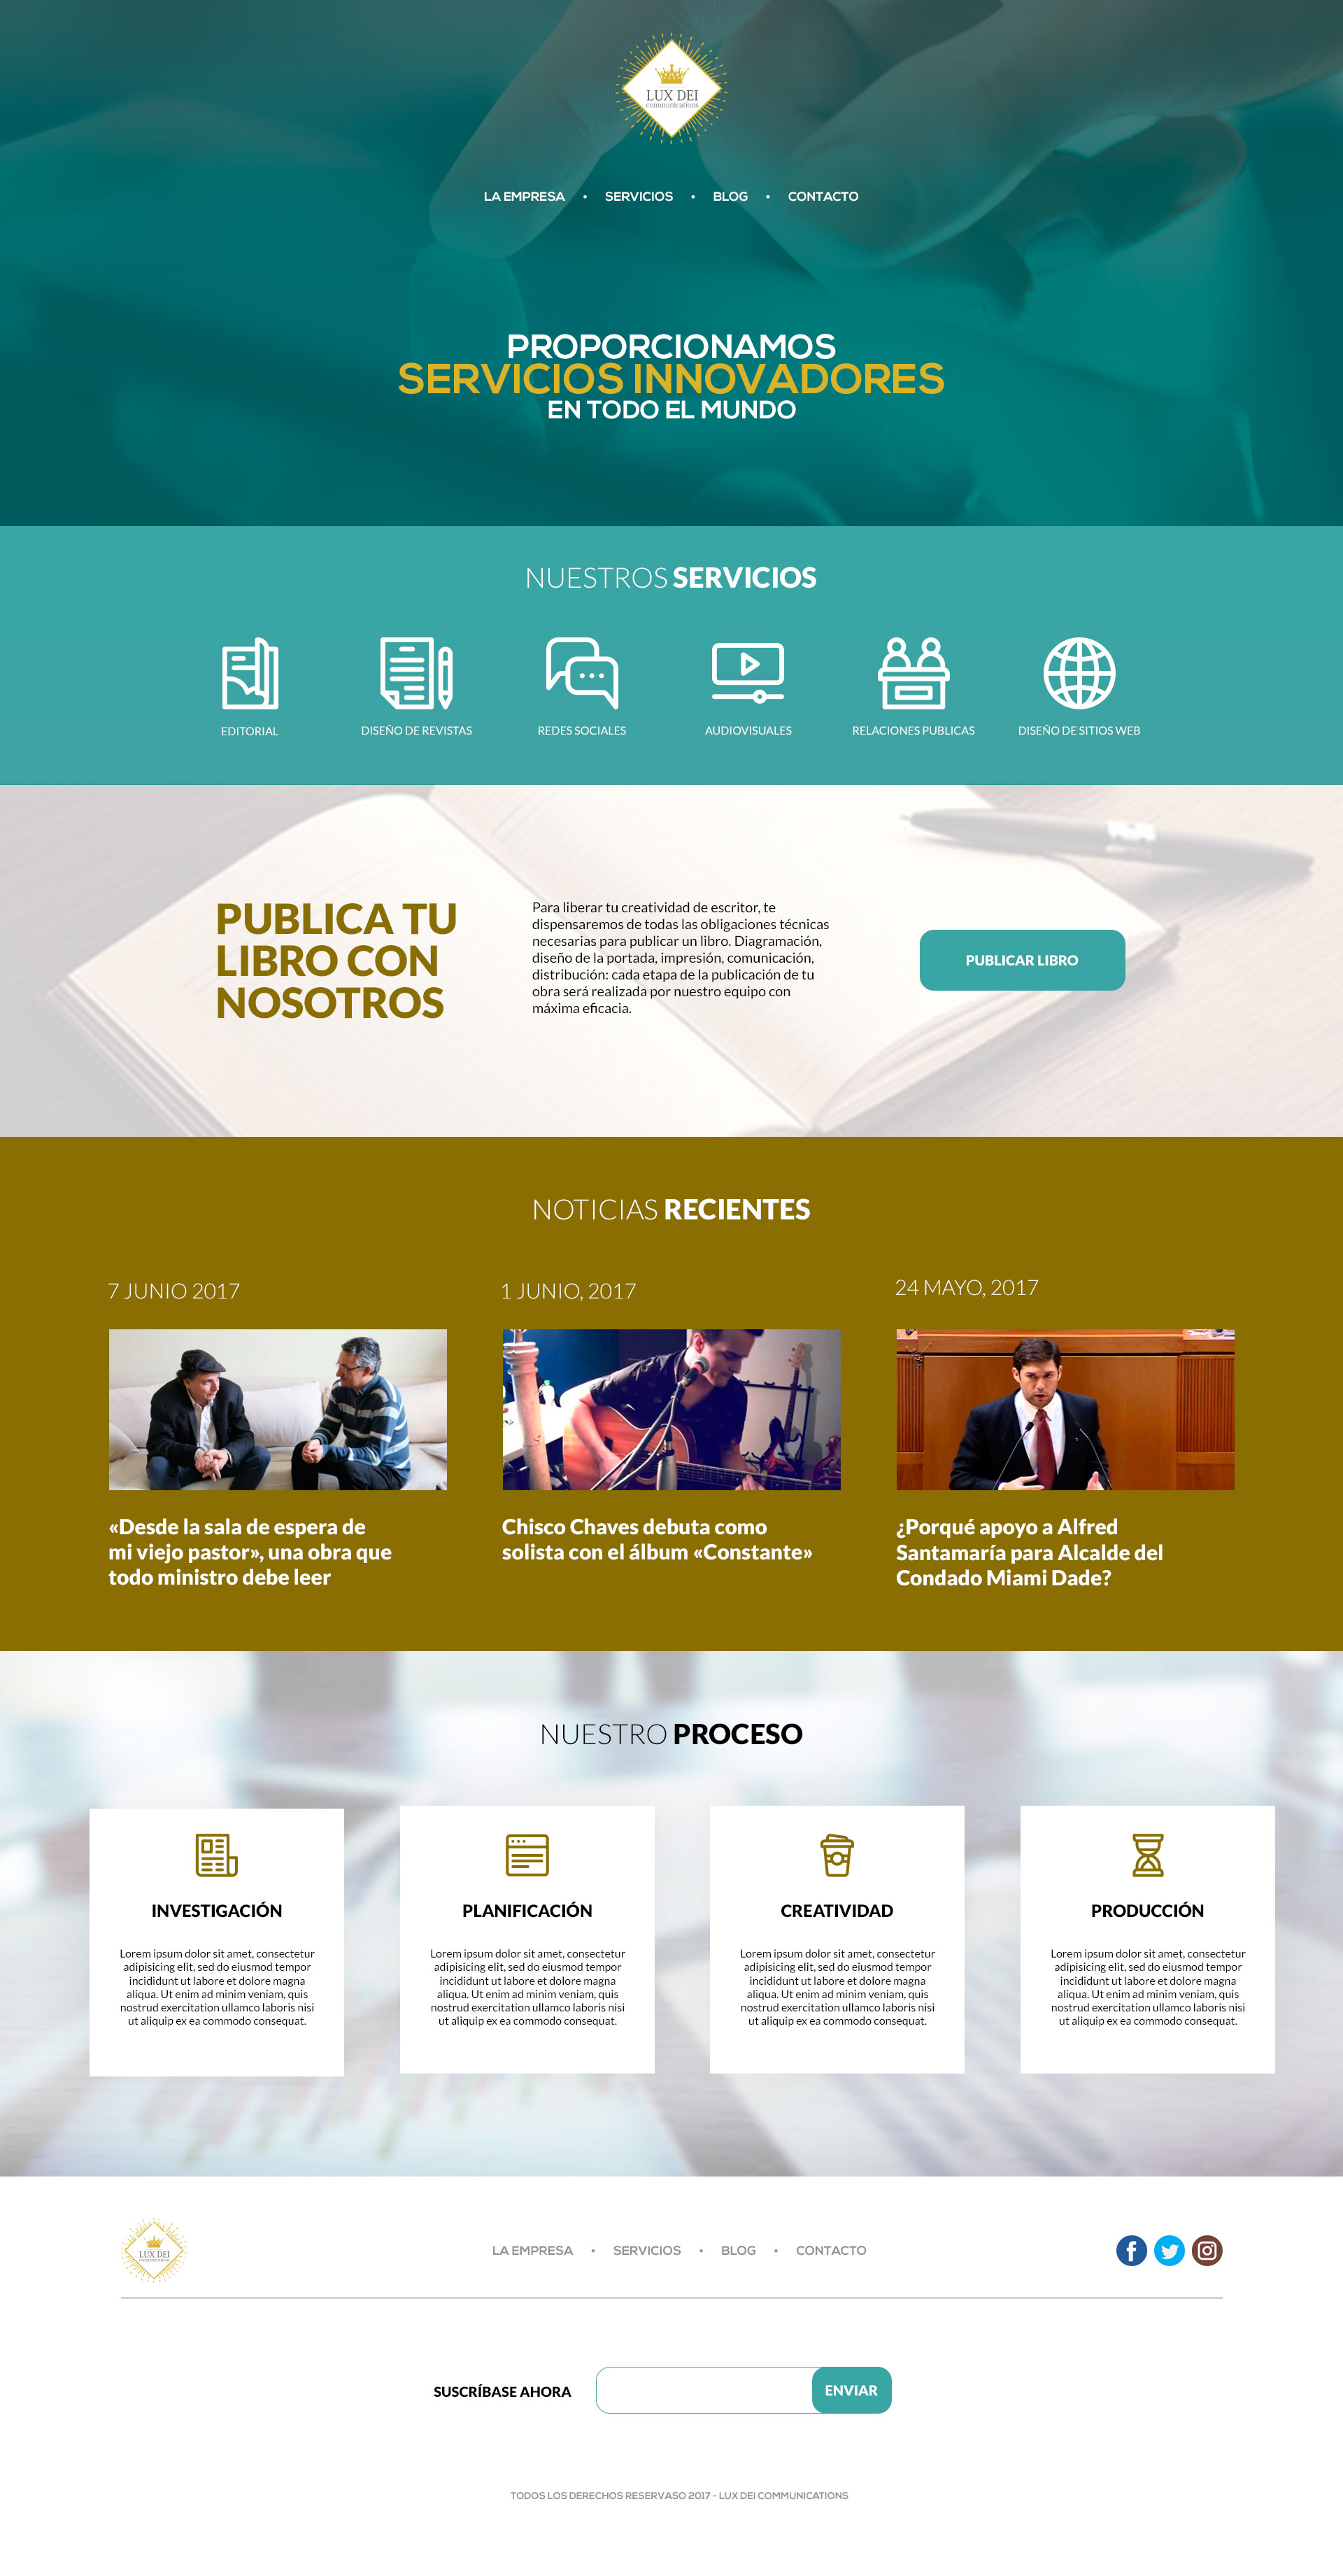 LUX DEI
communications
LA EMPRESA • SERVICIOS • BLOG • CONTACTO
PROPORCIONAMOS
SERVICIOS INNOVADORES
EN TODO EL MUNDO
NUESTROS SERVICIOS
EDITORIAL
DISEÑO DE REVISTAS
REDES SOCIALES
AUDIOVISUALES
RELACIONES PUBLICAS
DISEÑO DE SITIOS WEB
PUBLICA TU
LIBRO CON
NOSOTROS
Para liberar tu creatividad de escritor, te
dispensaremos de todas las obligaciones técnicas
necesarias para publicar un libro. Diagramación,
diseño de la portada, impresión, comunicación,
distribución: cada etapa de la publicación de tu
obra será realizada por nuestro equipo con
máxima eficacia.
PUBLICAR LIBRO
NOTICIAS RECIENTES
7 JUNIO 2017
«Desde la sala de espera de
mi viejo pastor», una obra que
todo ministro debe leer
1 JUNIO, 2017
Chisco Chaves debuta como
solista con el álbum «Constante»
24 MAYO, 2017
¿Porqué apoyo a Alfred
Santamaría para Alcalde del
Condado Miami Dade?
NUESTRO PROCESO
INVESTIGACIÓN
Lorem ipsum dolor sit amet, consectetur
adipisicing elit, sed do eiusmod tempor
incididunt ut labore et dolore magna
aliqua. Ut enim ad minim veniam, quis
nostrud exercitation ullamco laboris nisi
ut aliquip ex ea commodo consequat.
PLANIFICACIÓN
Lorem ipsum dolor sit amet, consectetur
adipisicing elit, sed do eiusmod tempor
incididunt ut labore et dolore magna
aliqua. Ut enim ad minim veniam, quis
nostrud exercitation ullamco laboris nisi
ut aliquip ex ea commodo consequat.
CREATIVIDAD
Lorem ipsum dolor sit amet, consectetur
adipisicing elit, sed do eiusmod tempor
incididunt ut labore et dolore magna
aliqua. Ut enim ad minim veniam, quis
nostrud exercitation ullamco laboris nisi
ut aliquip ex ea commodo consequat.
PRODUCCIÓN
Lorem ipsum dolor sit amet, consectetur
adipisicing elit, sed do eiusmod tempor
incididunt ut labore et dolore magna
aliqua. Ut enim ad minim veniam, quis
nostrud exercitation ullamco laboris nisi
ut aliquip ex ea commodo consequat.
LUX DEI
communications
LA EMPRESA • SERVICIOS • BLOG • CONTACTO
SUSCRÍBASE AHORA
ENVIAR
TODOS LOS DERECHOS RESERVASO 2017 - LUX DEI COMMUNICATIONS